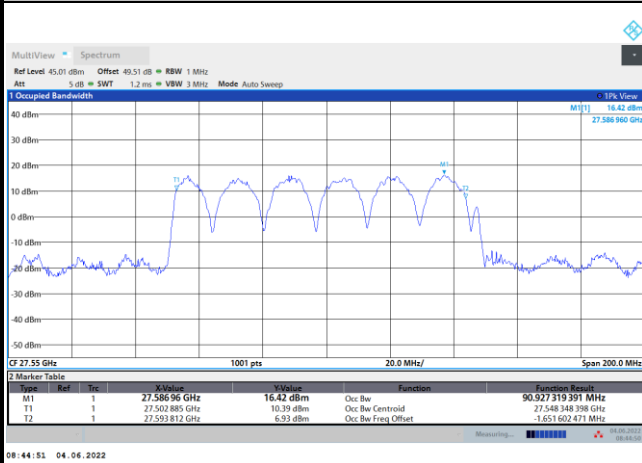 MultiView Spectrum
Ref Level 45.01 dBm Offset 49.51 dB RBW 1 MHz
Att 5 dB SWT 1.2 ms VBW 3 MHz Mode Auto Sweep
1 Occupied Bandwidth 1Pk View
M1[1] 16.42 dBm
27.586 960 GHz
40 dBm
30 dBm
20 dBm
M1
T1
T2
10 dBm
0 dBm
-10 dBm
-20 dBm
-30 dBm
-40 dBm
-50 dBm
CF 27.55 GHz 1001 pts 20.0 MHz/ Span 200.0 MHz
2 Marker Table
Type Ref Trc X-Value Y-Value Function Function Result
M1 1 27.586 96 GHz 16.42 dBm Occ Bw 90.927 319 391 MHz
T1 1 27.502 885 GHz 10.39 dBm Occ Bw Centroid 27.548 348 398 GHz
T2 1 27.593 812 GHz 6.93 dBm Occ Bw Freq Offset -1.651 602 471 MHz
Measuring... 04.06.2022
08:44:50
08:44:51 04.06.2022